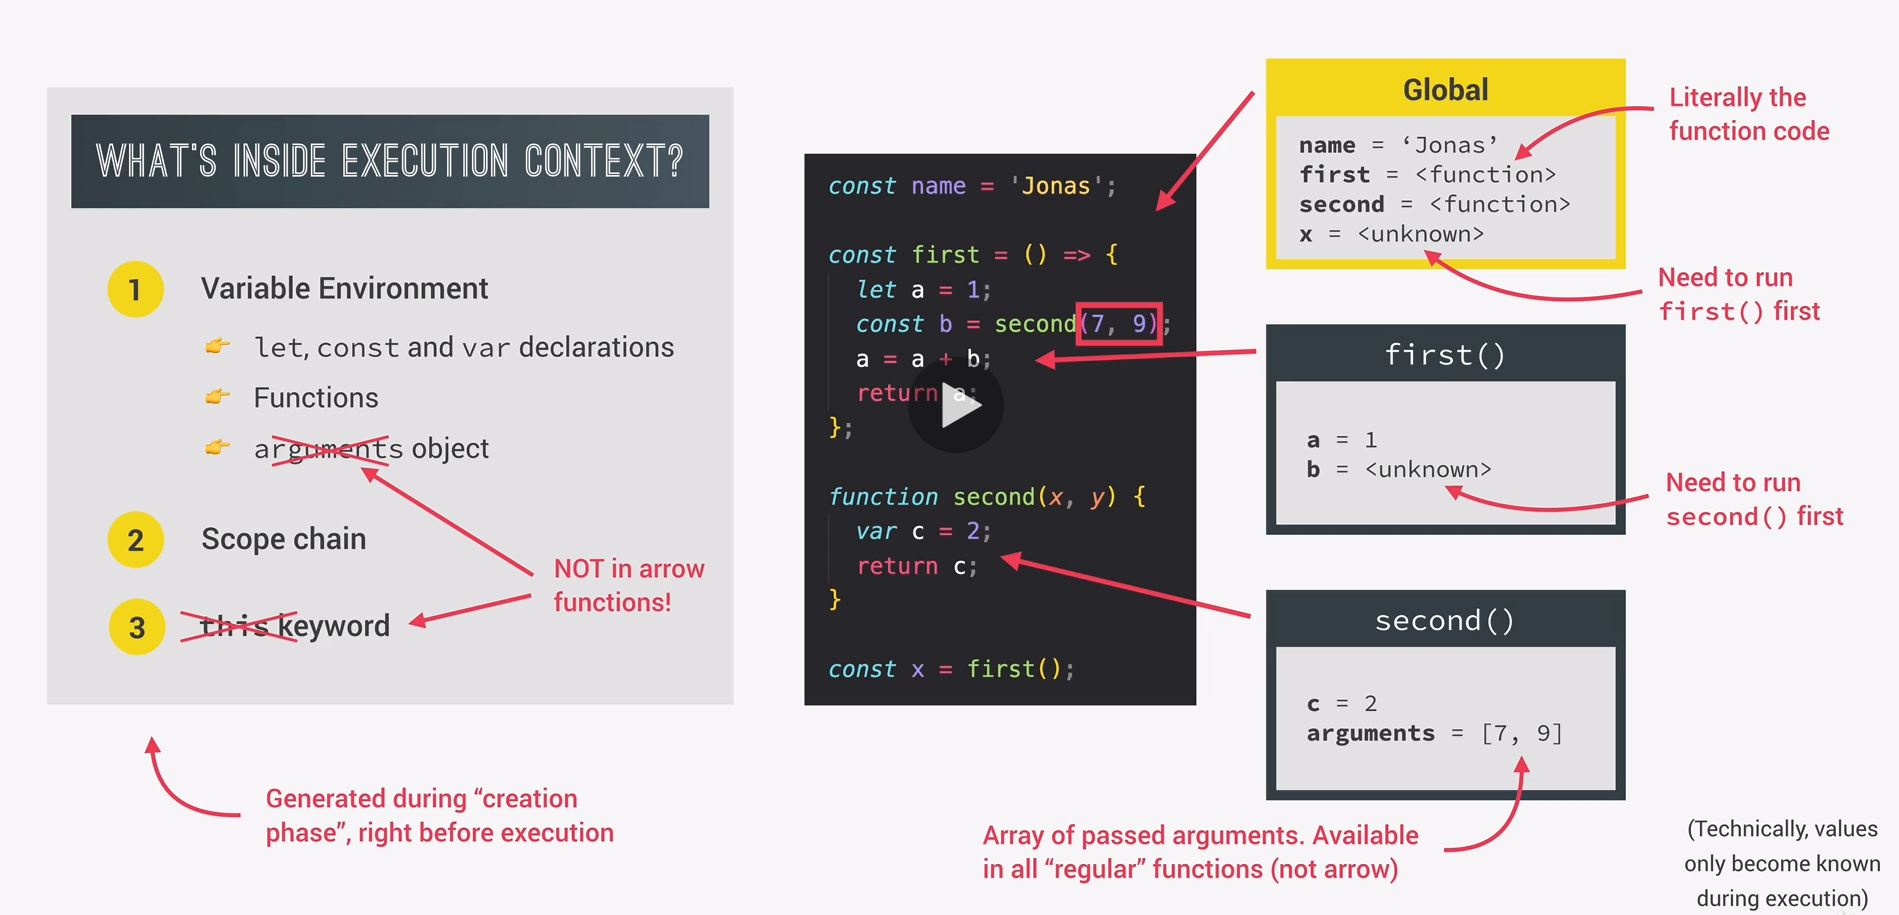 WHAT'S INSIDE EXECUTION CONTEXT?
1 Variable Environment
let, const and var declarations
Functions
arguments object
2 Scope chain
NOT in arrow
functions!
3 this keyword
Generated during “creation
phase”, right before execution
const name = 'Jonas';
const first = () => {
let a = 1;
const b = second(7, 9);
a = a + b;
return a;
};
function second(x, y) {
var c = 2;
return c;
}
const x = first();
Global
name = ‘Jonas’
first = <function>
second = <function>
x = <unknown>
Literally the
function code
Need to run
first() first
first()
a = 1
b = <unknown>
Need to run
second() first
second()
c = 2
arguments = [7, 9]
Array of passed arguments. Available
in all “regular” functions (not arrow)
(Technically, values
only become known
during execution)